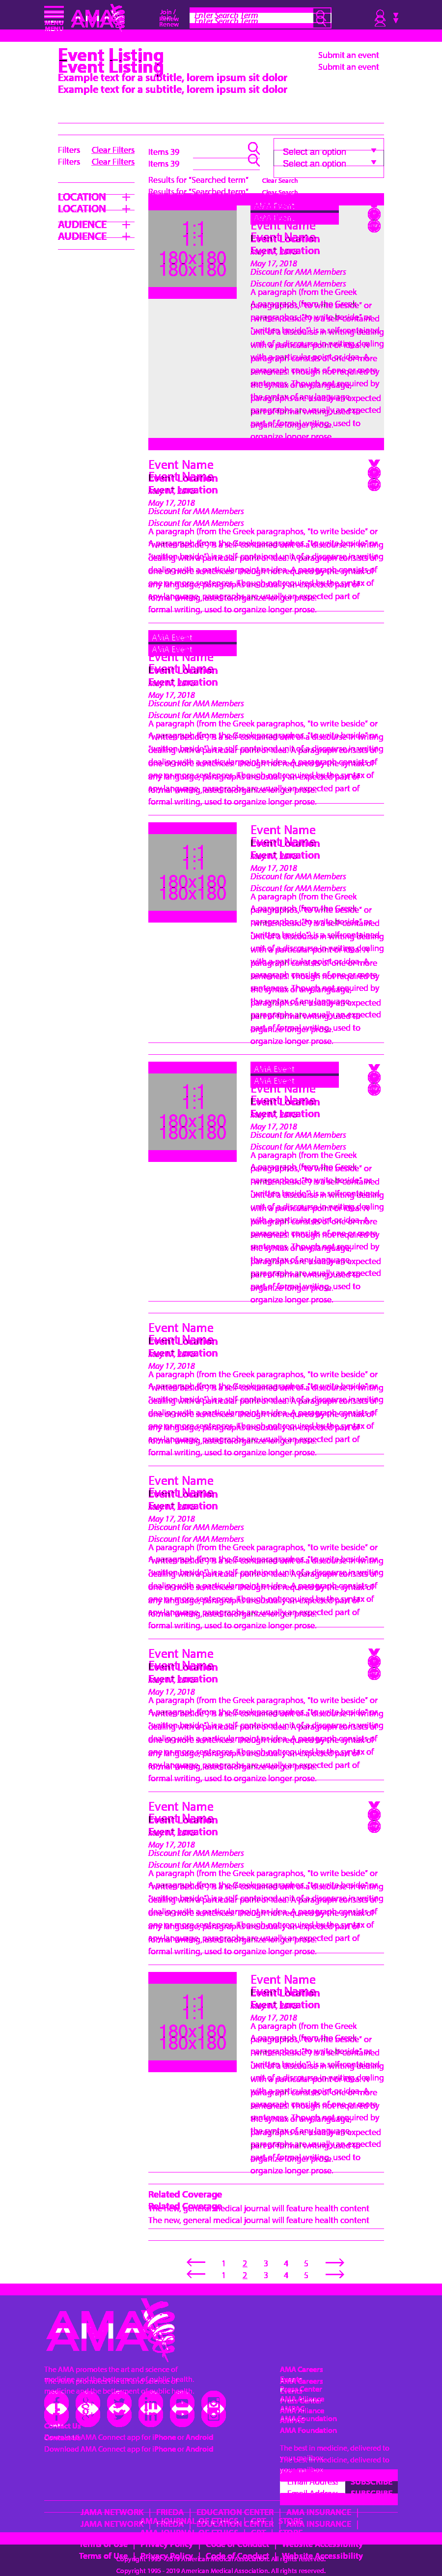 MENU
AMA
Join /
Renew
Enter Search Term
Event Listing
Submit an event
Example text for a subtitle, lorem ipsum sit dolor
Filters
Clear Filters
Items 39
Select an option
Results for "Searched term"
Clear Search
LOCATION
AUDIENCE
1:1
180x180
AMA Event
Event Name
Event Location
May 17, 2018
Discount for AMA Members
A paragraph (from the Greek
paragraphos, "to write beside" or
"written beside") is a self-contained
unit of a discourse in writing dealing
with a particular point or idea. A
paragraph consists of one or more
sentences. Though not required by
the syntax of any language,
paragraphs are usually an expected
part of formal writing, used to
organize longer prose.
Event Name
Event Location
May 17, 2018
Discount for AMA Members
A paragraph (from the Greek paragraphos, "to write beside" or
"written beside") is a self-contained unit of a discourse in writing
dealing with a particular point or idea. A paragraph consists of
one or more sentences. Though not required by the syntax of
any language, paragraphs are usually an expected part of
formal writing, used to organize longer prose.
AMA Event
Event Name
Event Location
May 17, 2018
Discount for AMA Members
A paragraph (from the Greek paragraphos, "to write beside" or
"written beside") is a self-contained unit of a discourse in writing
dealing with a particular point or idea. A paragraph consists of
one or more sentences. Though not required by the syntax of
any language, paragraphs are usually an expected part of
formal writing, used to organize longer prose.
1:1
180x180
Event Name
Event Location
May 17, 2018
Discount for AMA Members
A paragraph (from the Greek
paragraphos, "to write beside" or
"written beside") is a self-contained
unit of a discourse in writing dealing
with a particular point or idea. A
paragraph consists of one or more
sentences. Though not required by
the syntax of any language,
paragraphs are usually an expected
part of formal writing, used to
organize longer prose.
1:1
180x180
AMA Event
Event Name
Event Location
May 17, 2018
Discount for AMA Members
A paragraph (from the Greek
paragraphos, "to write beside" or
"written beside") is a self-contained
unit of a discourse in writing dealing
with a particular point or idea. A
paragraph consists of one or more
sentences. Though not required by
the syntax of any language,
paragraphs are usually an expected
part of formal writing, used to
organize longer prose.
Event Name
Event Location
May 17, 2018
A paragraph (from the Greek paragraphos, "to write beside" or
"written beside") is a self-contained unit of a discourse in writing
dealing with a particular point or idea. A paragraph consists of
one or more sentences. Though not required by the syntax of
any language, paragraphs are usually an expected part of
formal writing, used to organize longer prose.
Event Name
Event Location
May 17, 2018
Discount for AMA Members
A paragraph (from the Greek paragraphos, "to write beside" or
"written beside") is a self-contained unit of a discourse in writing
dealing with a particular point or idea. A paragraph consists of
one or more sentences. Though not required by the syntax of
any language, paragraphs are usually an expected part of
formal writing, used to organize longer prose.
Event Name
Event Location
May 17, 2018
A paragraph (from the Greek paragraphos, "to write beside" or
"written beside") is a self-contained unit of a discourse in writing
dealing with a particular point or idea. A paragraph consists of
one or more sentences. Though not required by the syntax of
any language, paragraphs are usually an expected part of
formal writing, used to organize longer prose.
Event Name
Event Location
May 17, 2018
Discount for AMA Members
A paragraph (from the Greek paragraphos, "to write beside" or
"written beside") is a self-contained unit of a discourse in writing
dealing with a particular point or idea. A paragraph consists of
one or more sentences. Though not required by the syntax of
any language, paragraphs are usually an expected part of
formal writing, used to organize longer prose.
1:1
180x180
Event Name
Event Location
May 17, 2018
A paragraph (from the Greek
paragraphos, "to write beside" or
"written beside") is a self-contained
unit of a discourse in writing dealing
with a particular point or idea. A
paragraph consists of one or more
sentences. Though not required by
the syntax of any language,
paragraphs are usually an expected
part of formal writing, used to
organize longer prose.
Related Coverage
The new, general medical journal will feature health content
1 2 3 4 5
AMA
The AMA promotes the art and science of
medicine and the betterment of public health.
AMA Careers
Events
Press Center
AMA Alliance
AMPAC
AMA Foundation
Contact Us
Download AMA Connect app for iPhone or Android
The best in medicine, delivered to
your mailbox
Email Address
SUBSCRIBE
JAMA NETWORK | FRIEDA | EDUCATION CENTER | AMA INSURANCE |
AMA JOURNAL OF ETHICS | CPT | STORE
Terms of Use | Privacy Policy | Code of Conduct | Website Accessibility
Copyright 1995 - 2019 American Medical Association. All rights reserved.